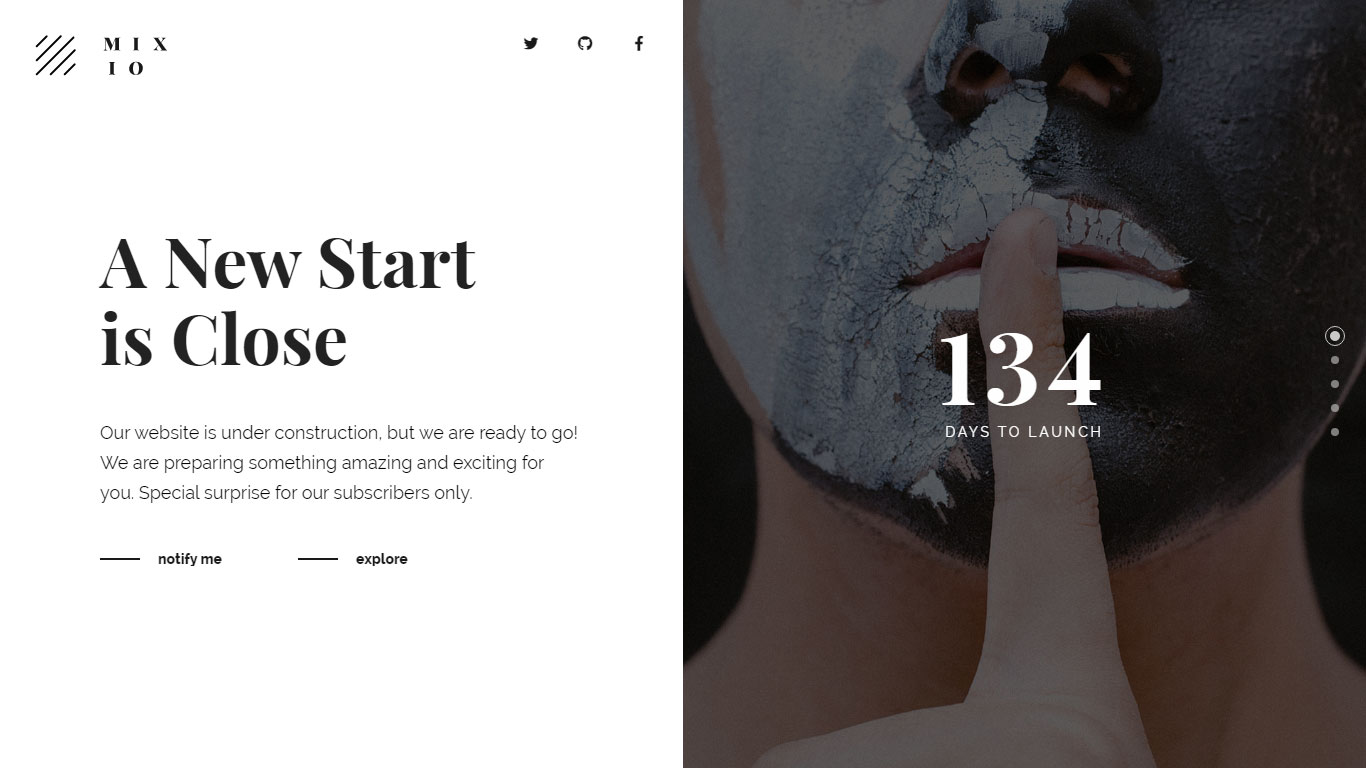 MIX
IO
A New Start
is Close
Our website is under construction, but we are ready to go!
We are preparing something amazing and exciting for
you. Special surprise for our subscribers only.
notify me
explore
134
DAYS TO LAUNCH